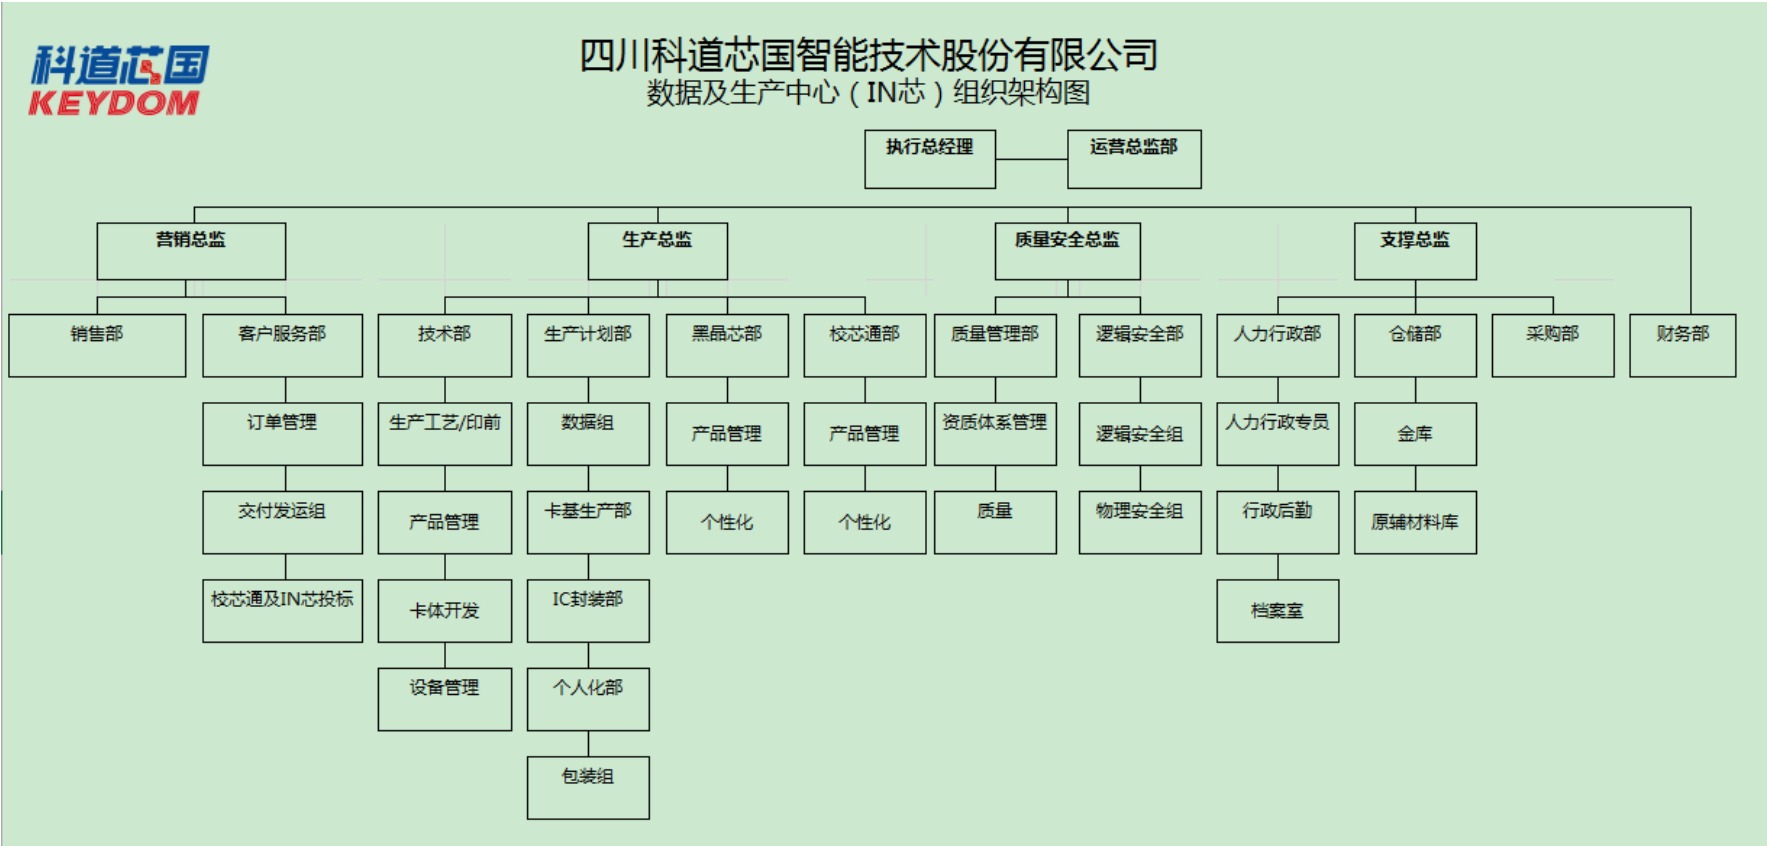 科道芯国
KEYDOM
四川科道芯国智能技术股份有限公司
数据及生产中心（IN芯）组织架构图
执行总经理
运营总监部
营销总监
生产总监
质量安全总监
支撑总监
销售部
客户服务部
技术部
生产计划部
黑晶芯部
校芯通部
质量管理部
逻辑安全部
人力行政部
仓储部
采购部
财务部
订单管理
生产工艺/印前
数据组
产品管理
产品管理
资质体系管理
逻辑安全组
人力行政专员
金库
交付发运组
产品管理
卡基生产部
个性化
个性化
质量
物理安全组
行政后勤
原辅材料库
校芯通及IN芯投标
卡体开发
IC封装部
档案室
设备管理
个人化部
包装组